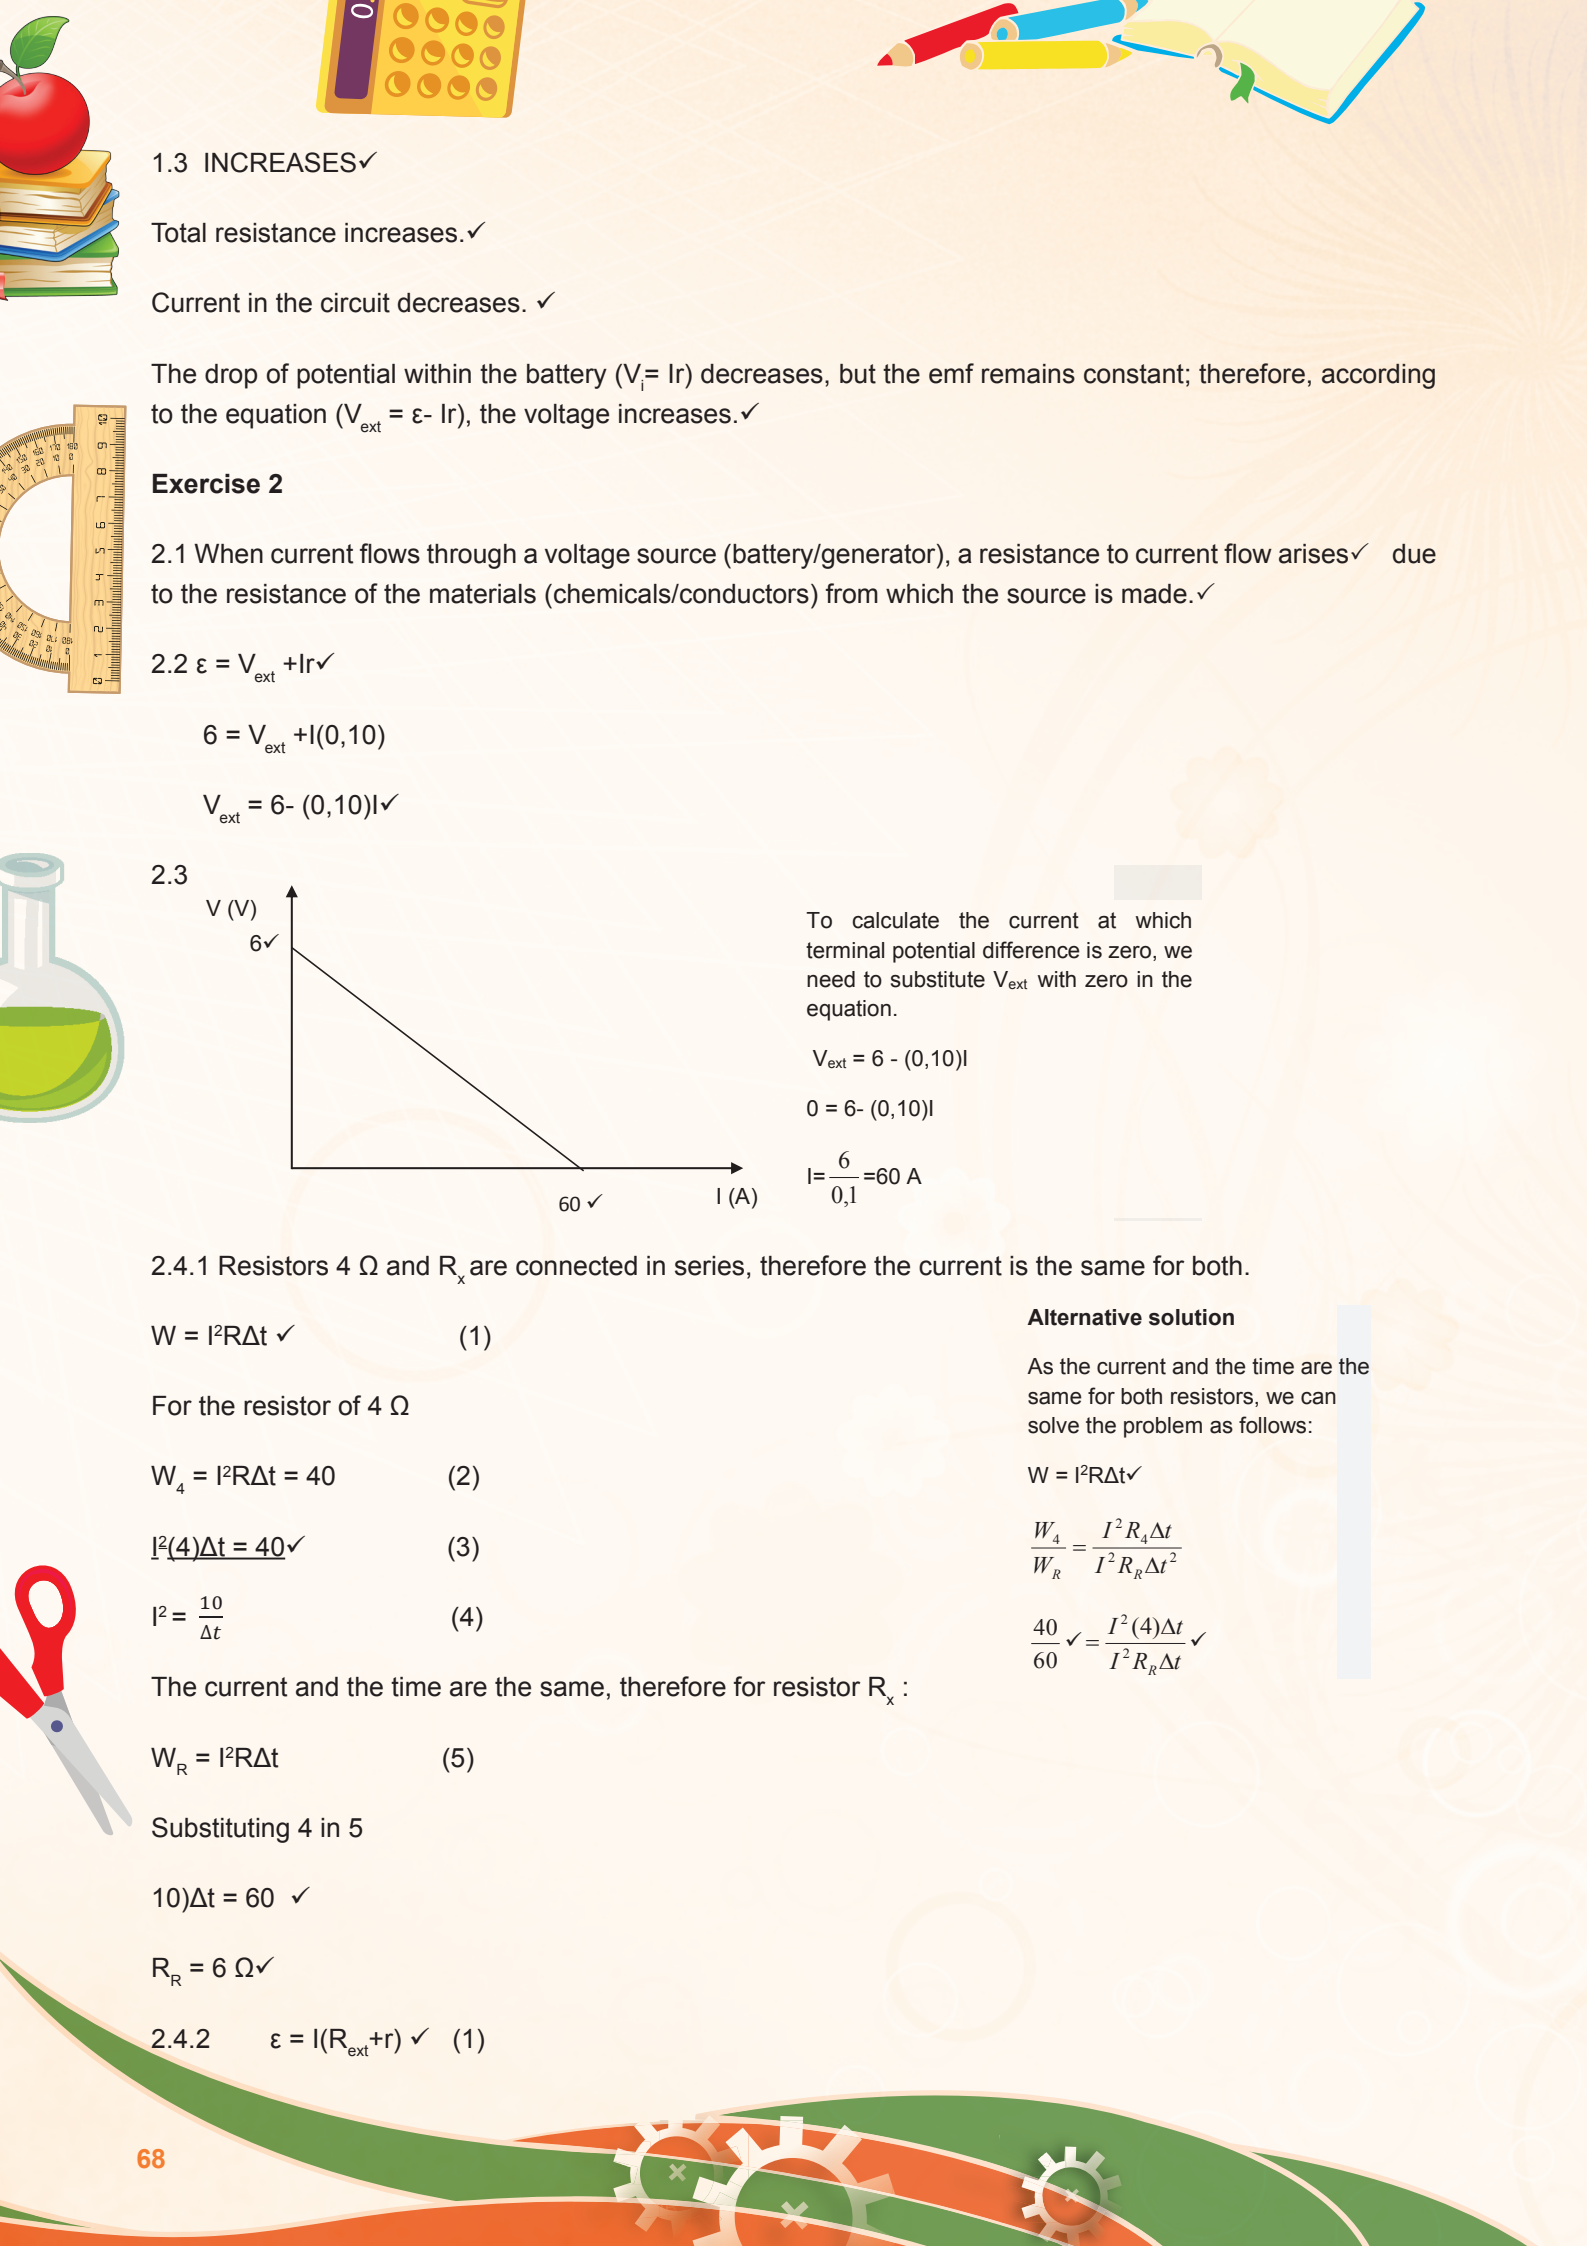 1.3 INCREASES✓
Total resistance increases.✓
Current in the circuit decreases. ✓
The drop of potential within the battery (Vi= Ir) decreases, but the emf remains constant; therefore, according
to the equation (Vext = ε- Ir), the voltage increases.✓
Exercise 2
2.1 When current flows through a voltage source (battery/generator), a resistance to current flow arises✓ due
to the resistance of the materials (chemicals/conductors) from which the source is made.✓
2.2 ε = Vext +Ir✓
6 = Vext +I(0,10)
Vext = 6- (0,10)I✓
2.3
V (V)
6✓
60 ✓
I (A)
To calculate the current at which
terminal potential difference is zero, we
need to substitute Vext with zero in the
equation.
Vext = 6 - (0,10)I
0 = 6- (0,10)I
I=6/0,1=60 A
2.4.1 Resistors 4 Ω and Rx are connected in series, therefore the current is the same for both.
W = I²RΔt ✓ (1)
For the resistor of 4 Ω
W4 = I²RΔt = 40 (2)
I²(4)Δt = 40✓ (3)
I² = 10/Δt (4)
The current and the time are the same, therefore for resistor Rx :
WR = I²RΔt (5)
Substituting 4 in 5
10)Δt = 60 ✓
RR = 6 Ω✓
2.4.2 ε = I(Rext+r) ✓ (1)
Alternative solution
As the current and the time are the
same for both resistors, we can
solve the problem as follows:
W = I²RΔt✓
W4/WR = I²R4Δt/I²RRΔt²
40/60 ✓ = I²(4)Δt/I²RRΔt ✓
68